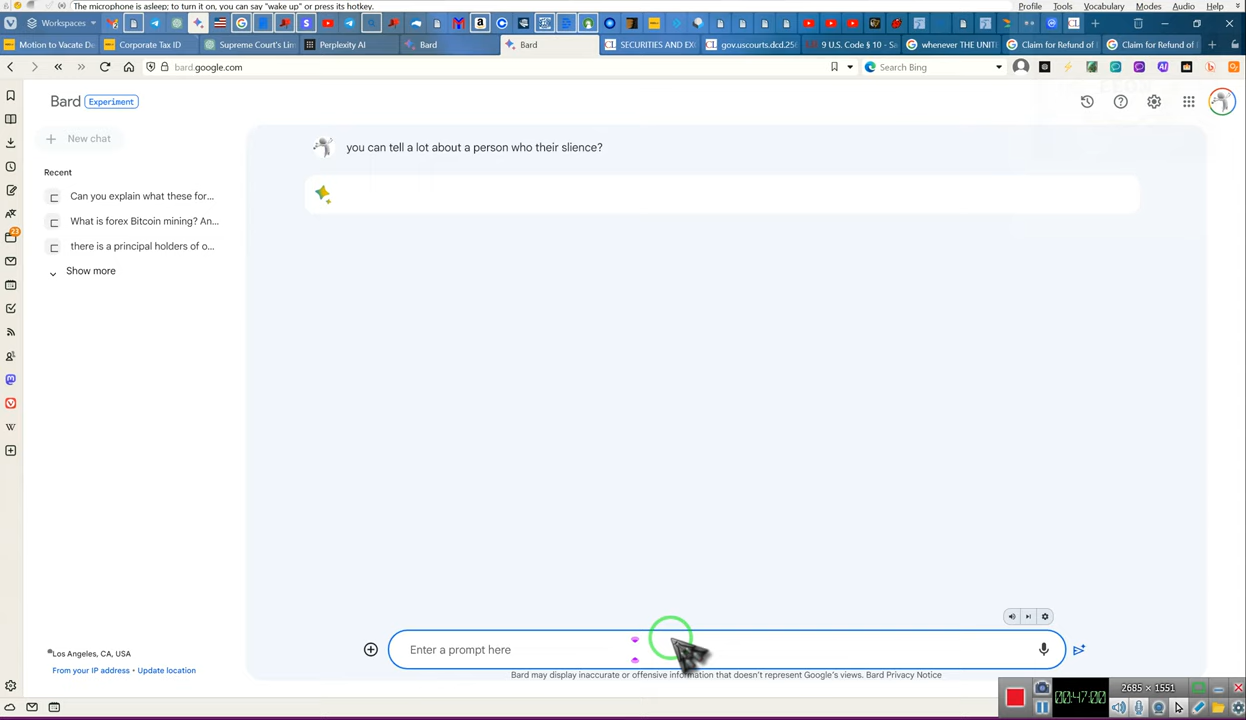 The microphone is asleep; to turn it on, you can say "wake up" or press its hotkey.
Profile Tools Vocabulary Modes Audio Help
Workspaces
Motion to Vacate De
Corporate Tax ID
Supreme Court's Lim
Perplexity AI
Bard
Bard
SECURITIES AND EX
gov.uscourts.dcd.256
9 U.S. Code § 10 - S
whenever THE UNIT
Claim for Refund of
Claim for Refund of
bard.google.com
Search Bing
Bard Experiment
New chat
Recent
Can you explain what these for...
What is forex Bitcoin mining? An...
there is a principal holders of o...
Show more
you can tell a lot about a person who their slience?
23
Enter a prompt here
Bard may display inaccurate or offensive information that doesn't represent Google's views. Bard Privacy Notice
Los Angeles, CA, USA
From your IP address • Update location
00:47:00
2685 × 1551